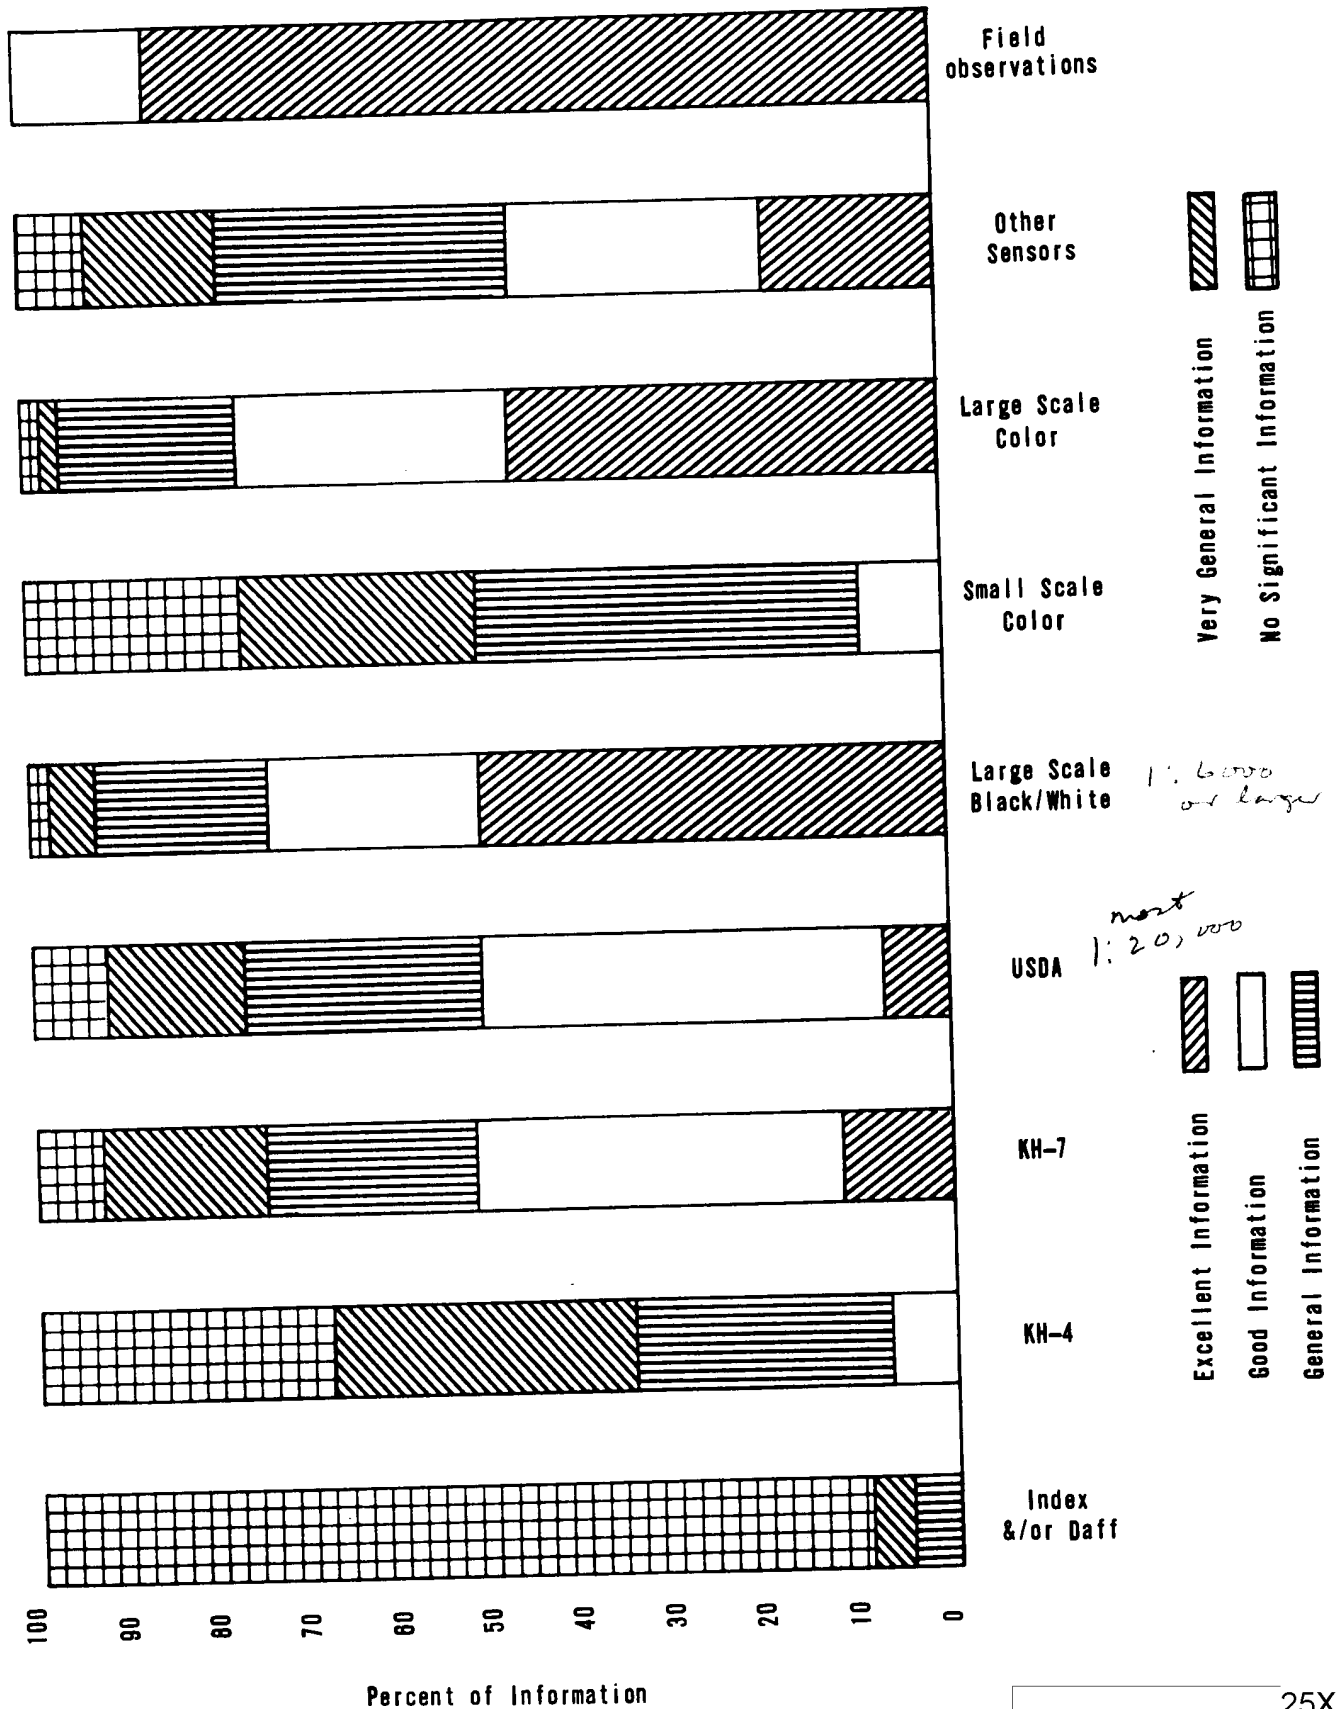 Field
observations
Other
Sensors
Large Scale
Color
Small Scale
Color
Large Scale
Black/White
1:6000
or larger
USDA
most
1:20,000
KH-7
KH-4
Index
&/or Daff
100
90
80
70
60
50
40
30
20
10
0
Percent of Information
Excellent Information
Good Information
General Information
Very General Information
No Significant Information
25X